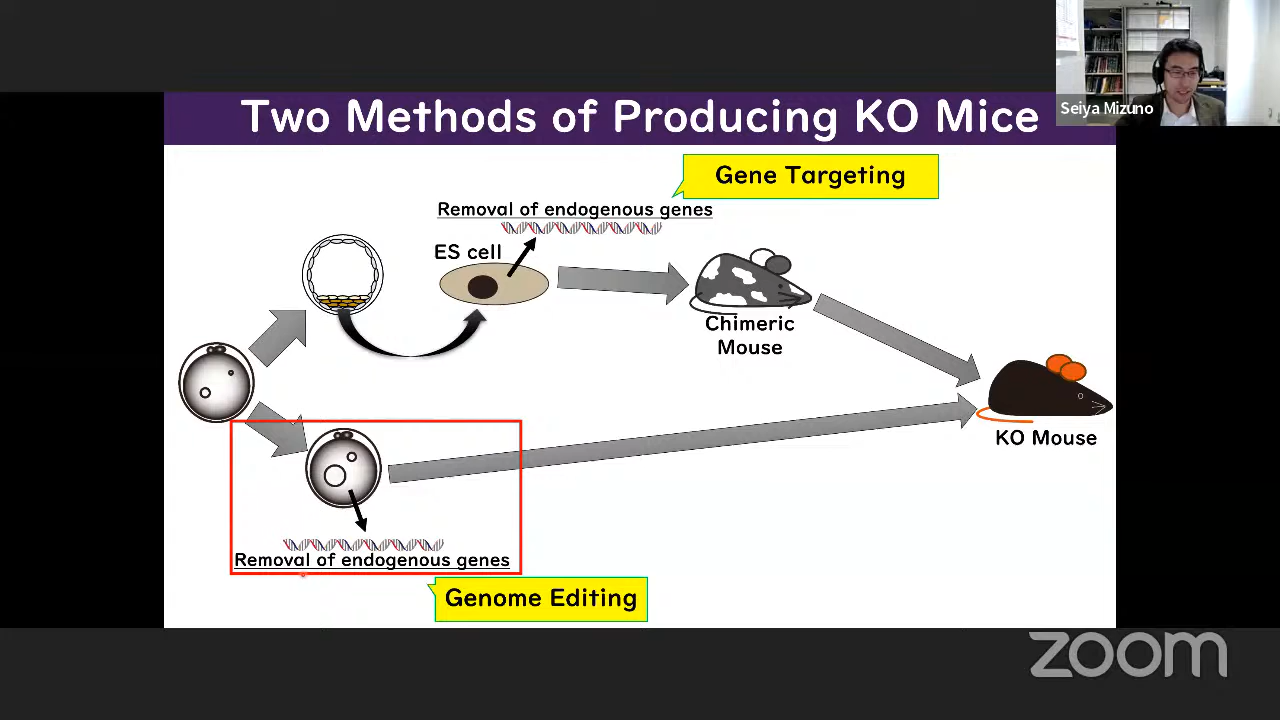 Seiya Mizuno
Two Methods of Producing KO Mice
Gene Targeting
Removal of endogenous genes
ES cell
Chimeric
Mouse
KO Mouse
Removal of endogenous genes
Genome Editing
zoom